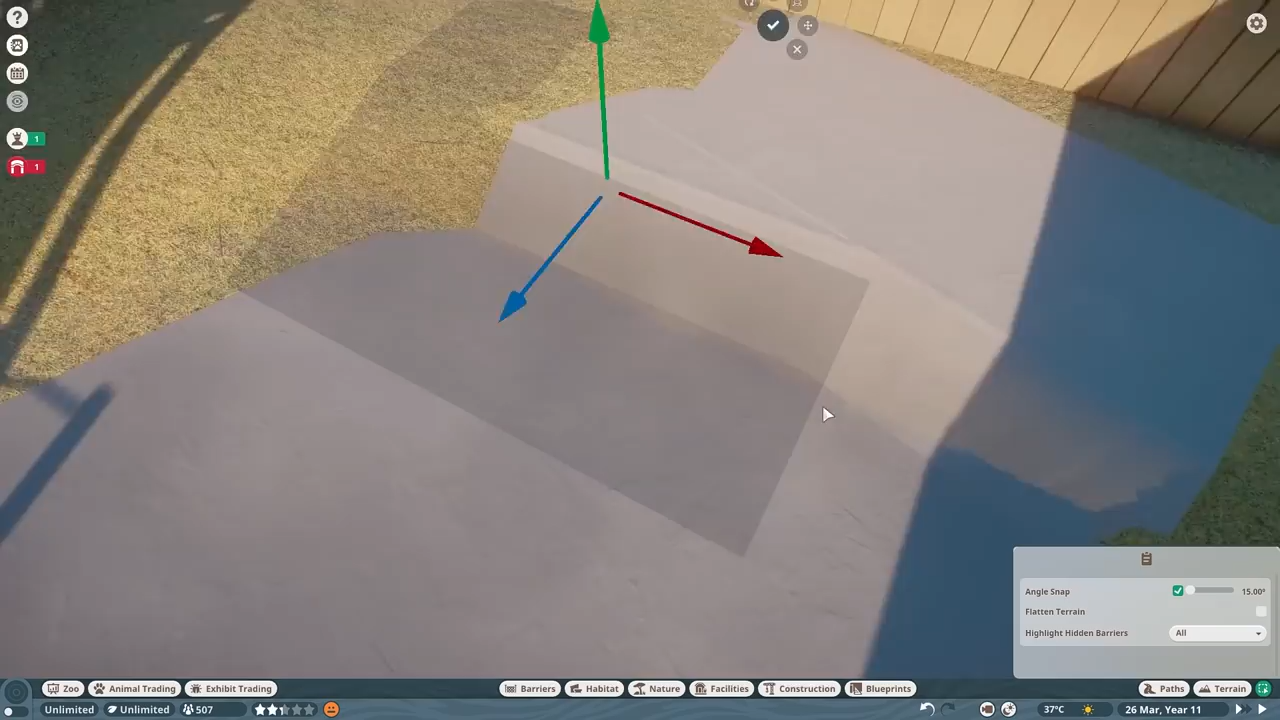 ?
1
1
Angle Snap 15.00°
Flatten Terrain
Highlight Hidden Barriers All
Zoo Animal Trading Exhibit Trading Barriers Habitat Nature Facilities Construction Blueprints Paths Terrain
Unlimited Unlimited 507 37°C 26 Mar, Year 11